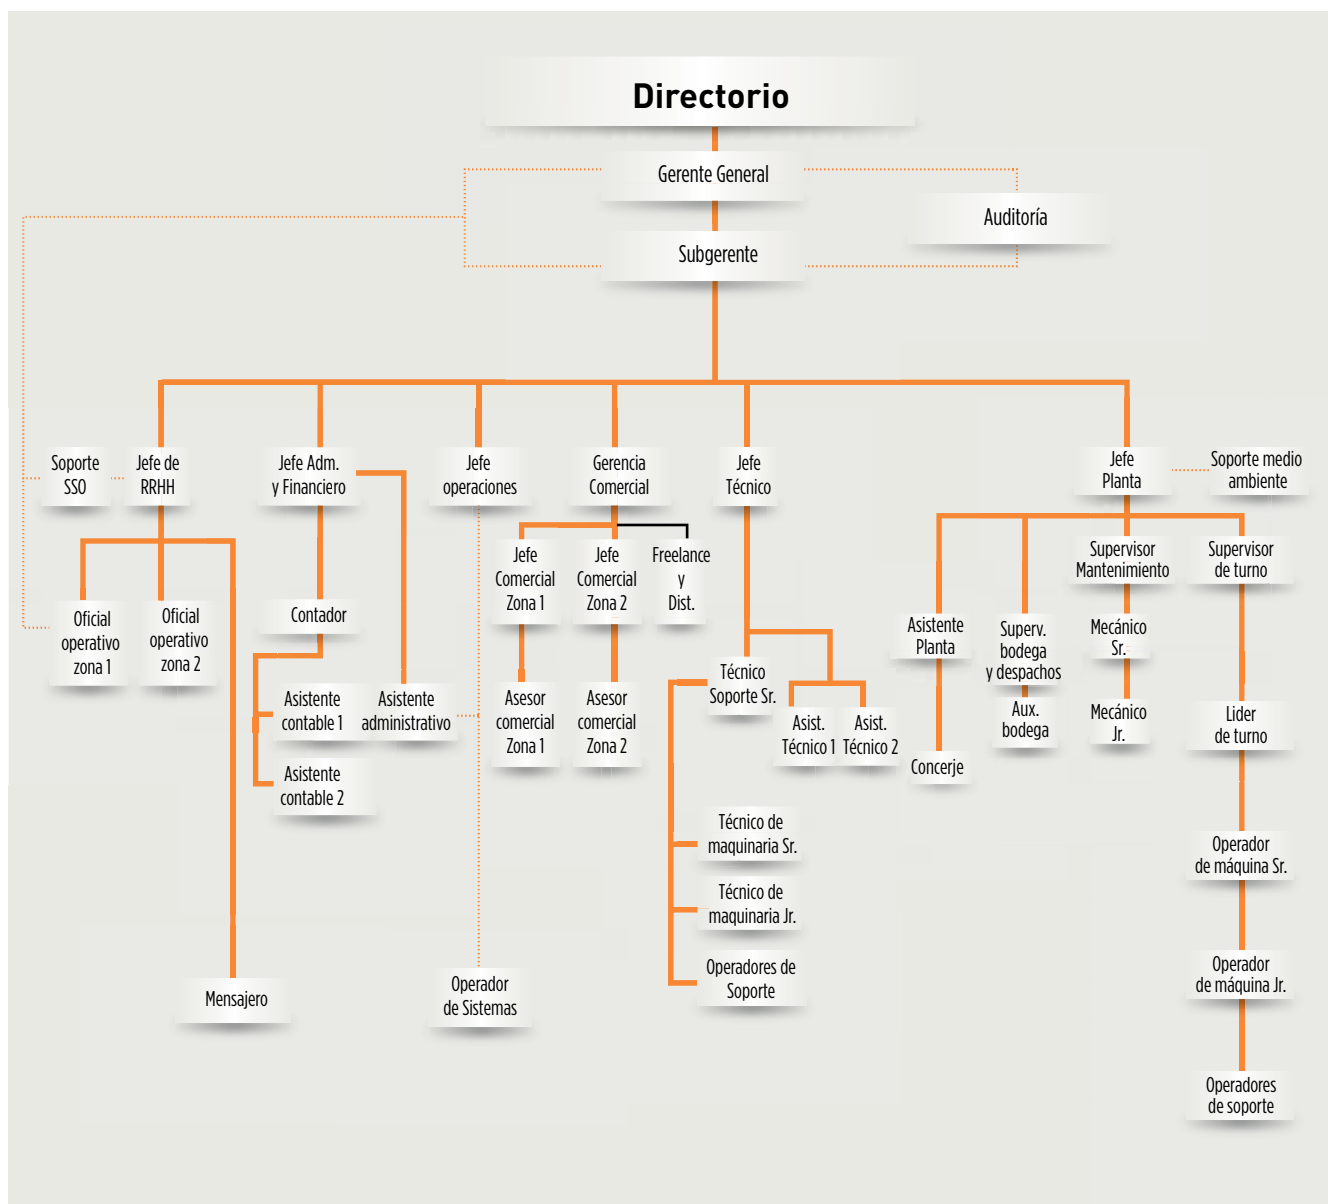 Directorio
Gerente General
Auditoría
Subgerente
Soporte
SSO
Jefe de
RRHH
Jefe Adm.
y Financiero
Jefe
operaciones
Gerencia
Comercial
Jefe
Técnico
Jefe
Planta
Soporte medio
ambiente
Oficial
operativo
zona 1
Oficial
operativo
zona 2
Contador
Jefe
Comercial
Zona 1
Jefe
Comercial
Zona 2
Freelance
y
Dist.
Asistente
Planta
Superv.
bodega
y despachos
Supervisor
Mantenimiento
Supervisor
de turno
Mecánico
Sr.
Asistente
contable 1
Asistente
administrativo
Asesor
comercial
Zona 1
Asesor
comercial
Zona 2
Técnico
Soporte Sr.
Asist.
Técnico 1
Asist.
Técnico 2
Concerje
Aux.
bodega
Mecánico
Jr.
Lider
de turno
Asistente
contable 2
Técnico de
maquinaria Sr.
Operador
de máquina Sr.
Técnico de
maquinaria Jr.
Mensajero
Operador
de Sistemas
Operadores de
Soporte
Operador
de máquina Jr.
Operadores
de soporte